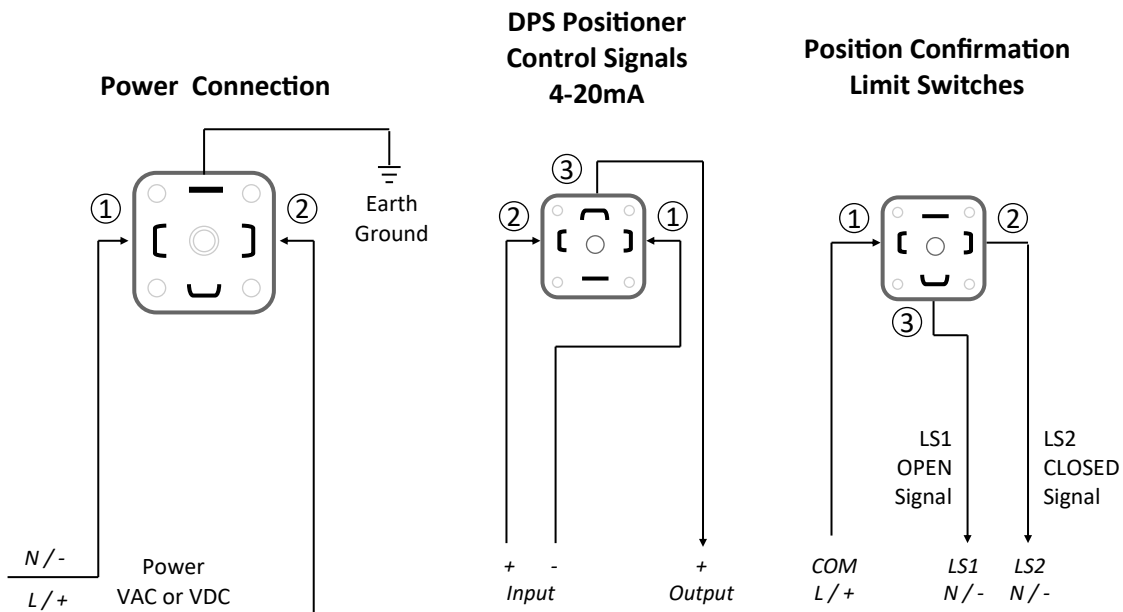 Power Connection
①
②
Earth
Ground
N / -
L / +
Power
VAC or VDC
DPS Positioner
Control Signals
4-20mA
③
②
①
+
-
Input
+
Output
Position Confirmation
Limit Switches
①
②
③
LS1
OPEN
Signal
LS2
CLOSED
Signal
COM
L / +
LS1
N / -
LS2
N / -